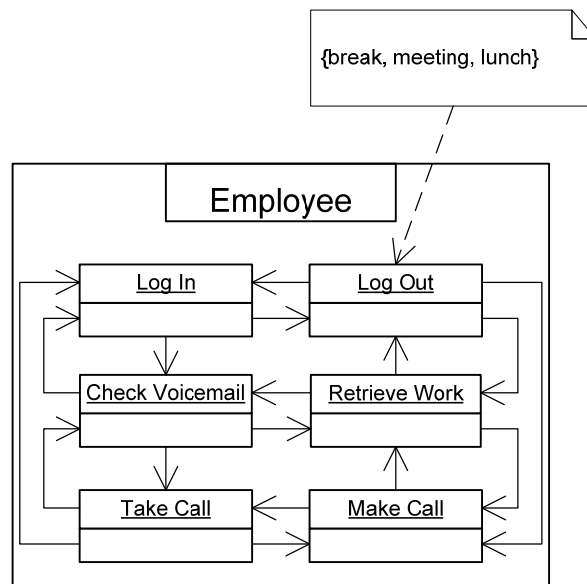 {break, meeting, lunch}
Employee
Log In
Log Out
Check Voicemail
Retrieve Work
Take Call
Make Call